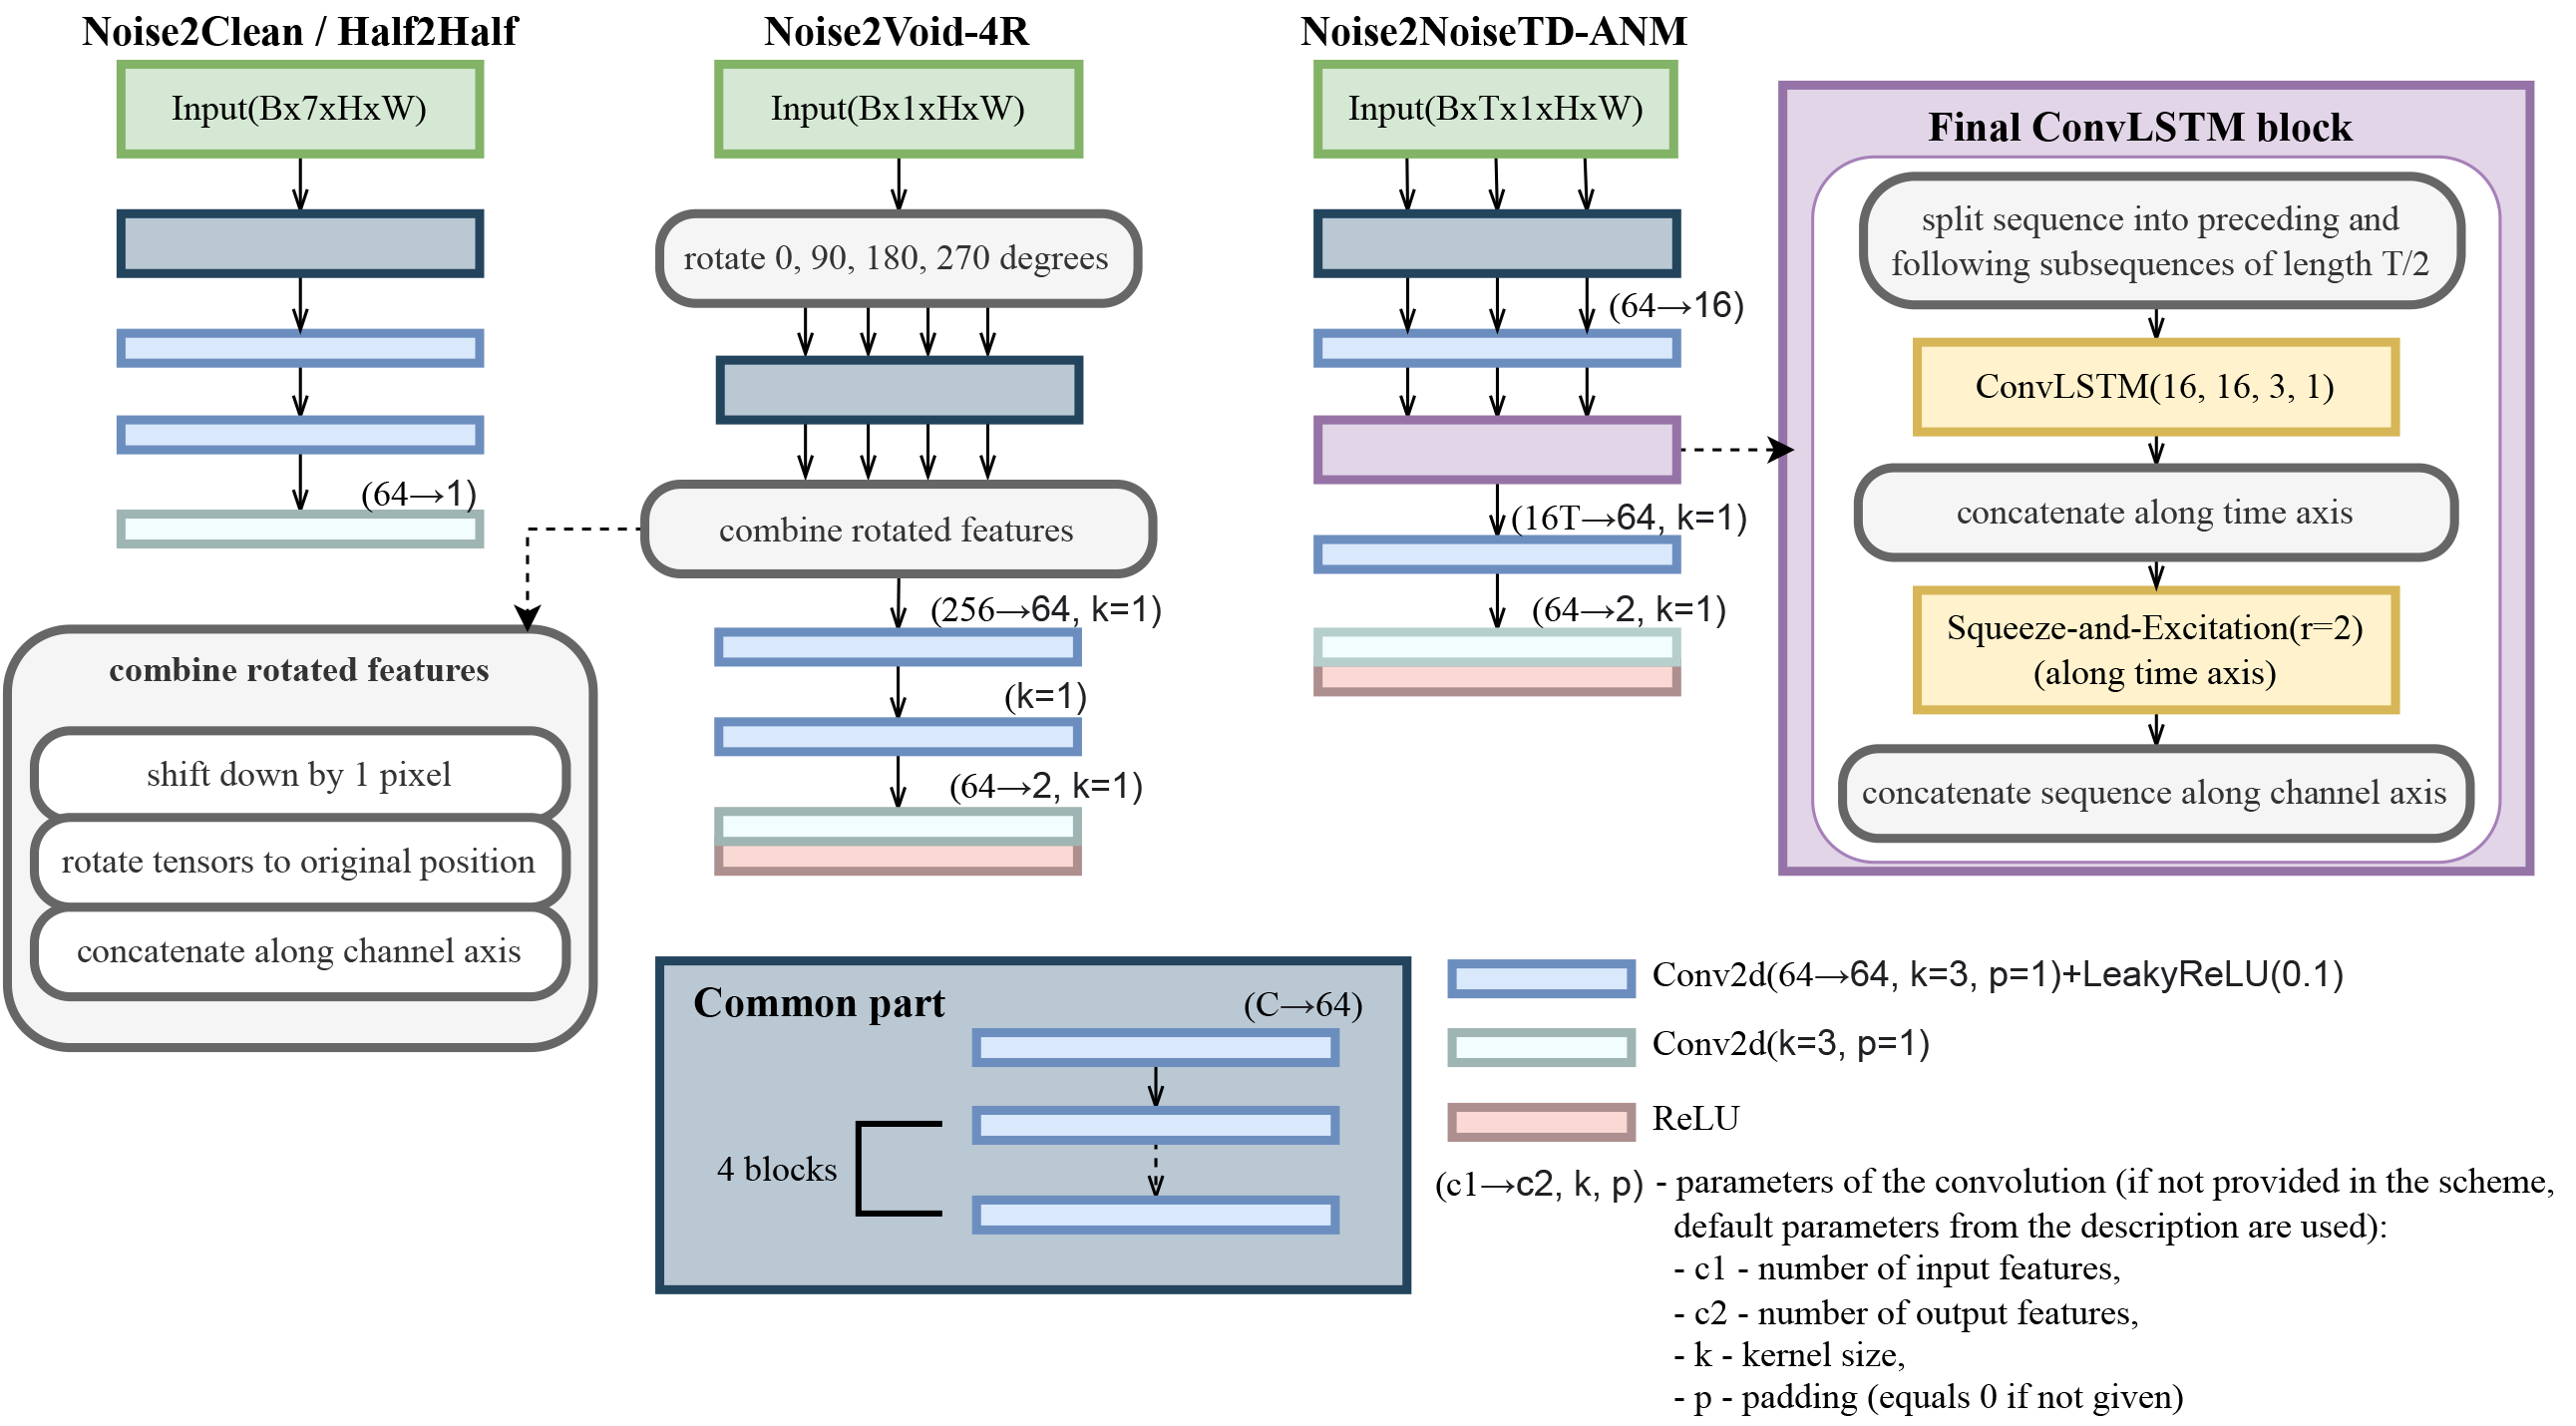 Noise2Clean / Half2Half
Input(Bx7xHxW)
(64→1)
Noise2Void-4R
Input(Bx1xHxW)
rotate 0, 90, 180, 270 degrees
combine rotated features
(256→64, k=1)
(k=1)
(64→2, k=1)
combine rotated features
shift down by 1 pixel
rotate tensors to original position
concatenate along channel axis
Noise2NoiseTD-ANM
Input(BxTx1xHxW)
(64→16)
(16T→64, k=1)
(64→2, k=1)
Final ConvLSTM block
split sequence into preceding and
following subsequences of length T/2
ConvLSTM(16, 16, 3, 1)
concatenate along time axis
Squeeze-and-Excitation(r=2)
(along time axis)
concatenate sequence along channel axis
Common part
(C→64)
4 blocks
Conv2d(64→64, k=3, p=1)+LeakyReLU(0.1)
Conv2d(k=3, p=1)
ReLU
(c1→c2, k, p) - parameters of the convolution (if not provided in the scheme,
default parameters from the description are used):
- c1 - number of input features,
- c2 - number of output features,
- k - kernel size,
- p - padding (equals 0 if not given)